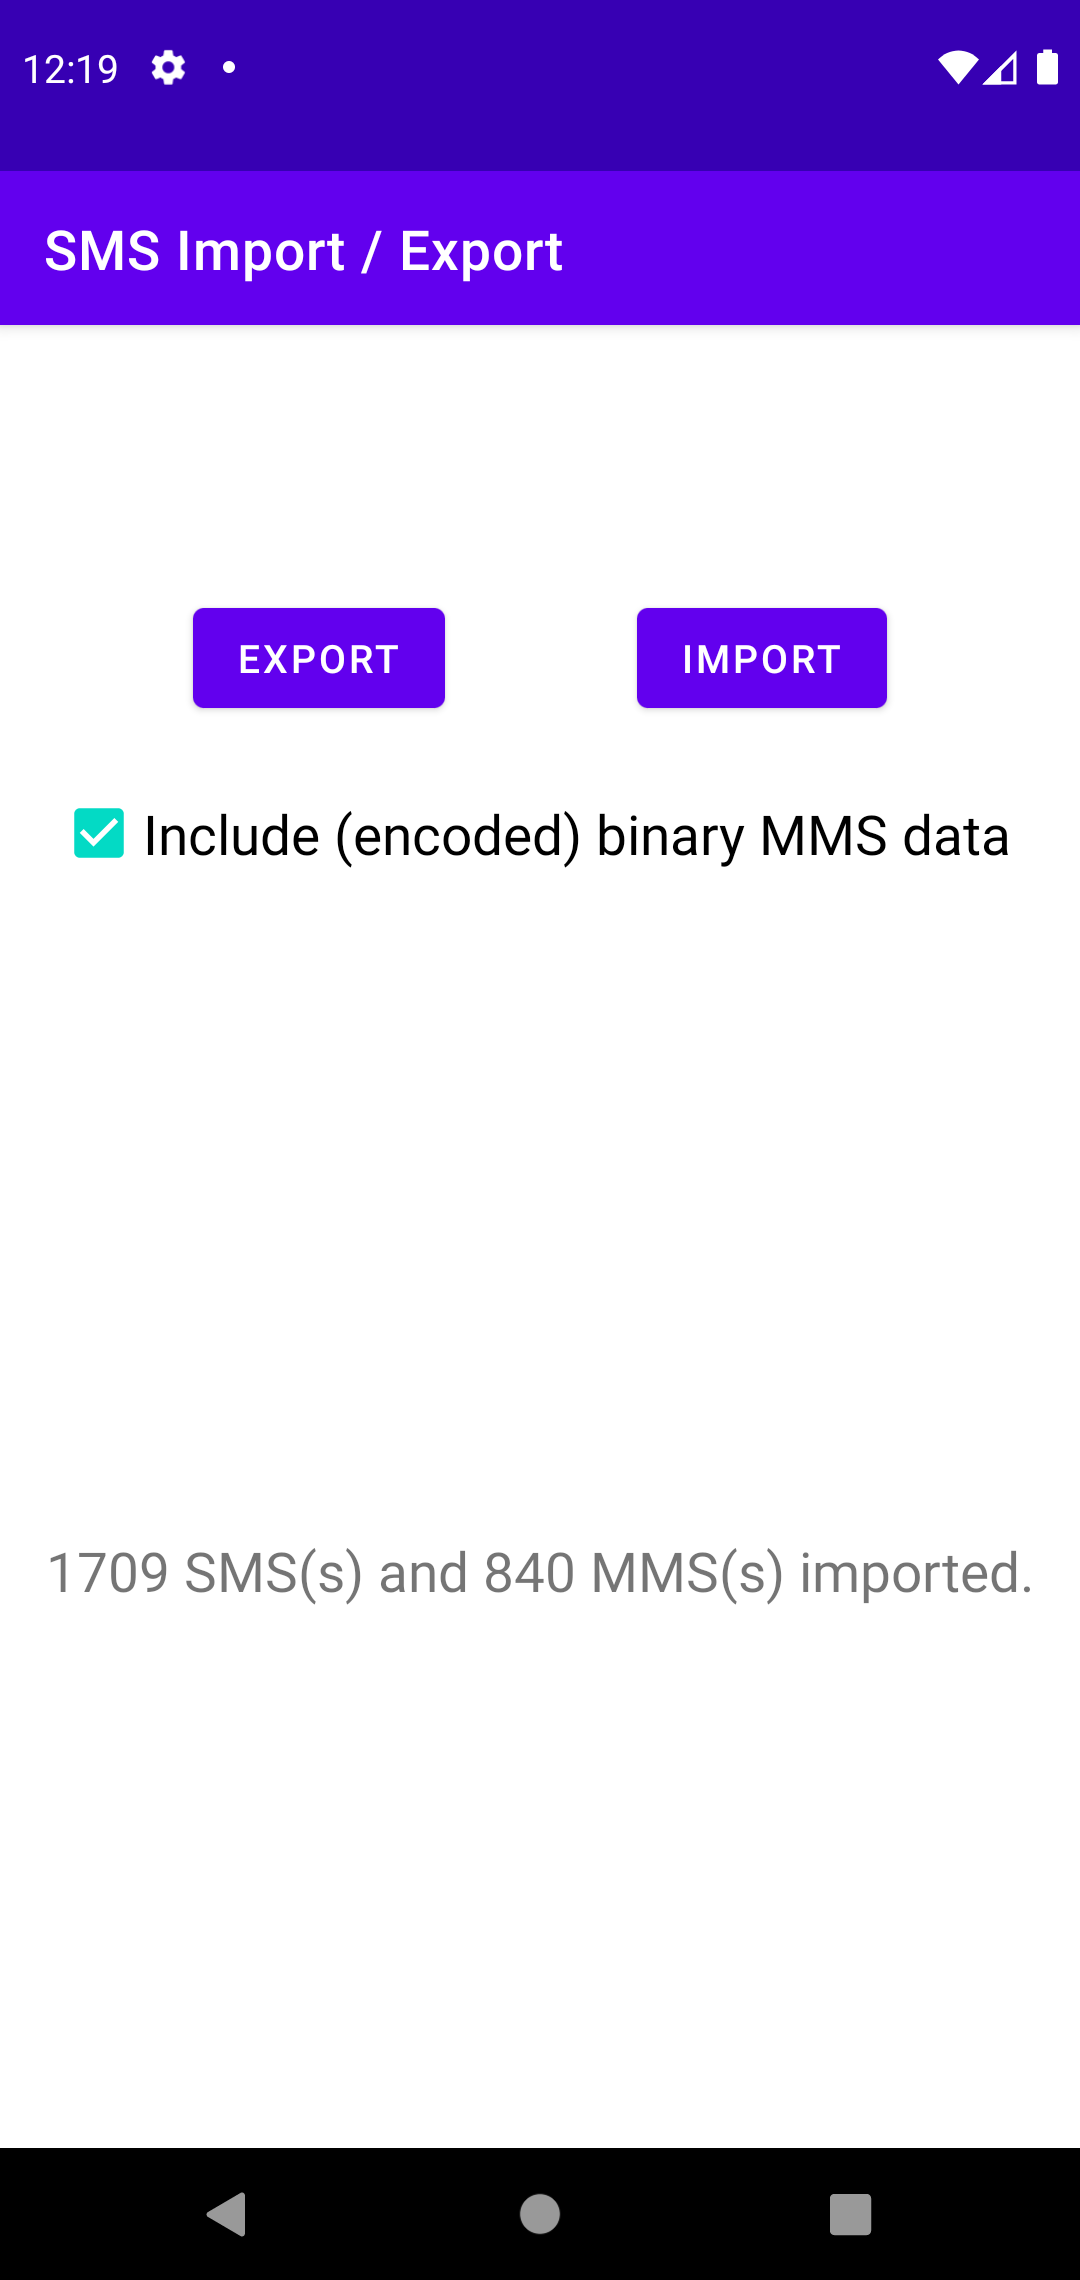 12:19
SMS Import / Export
EXPORT IMPORT
Include (encoded) binary MMS data
1709 SMS(s) and 840 MMS(s) imported.